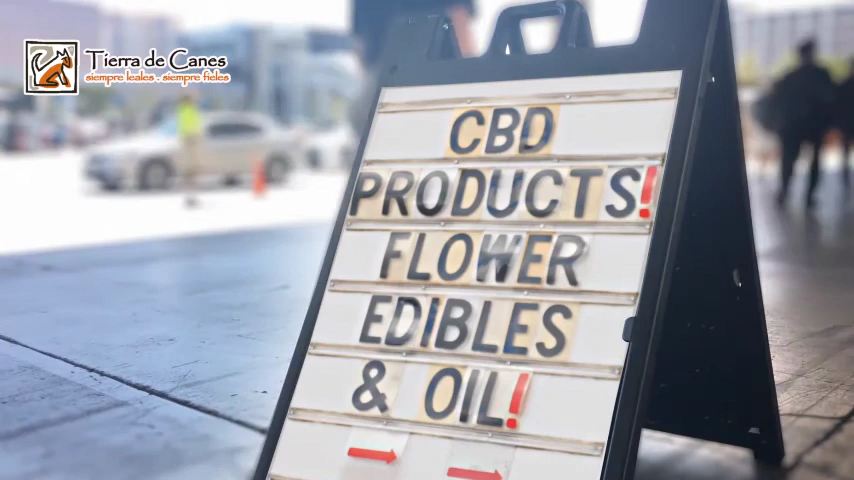 Tierra de Canes
siempre leales . siempre fieles
CBD
PRODUCTS!
FLOWER
EDIBLES
& OIL!